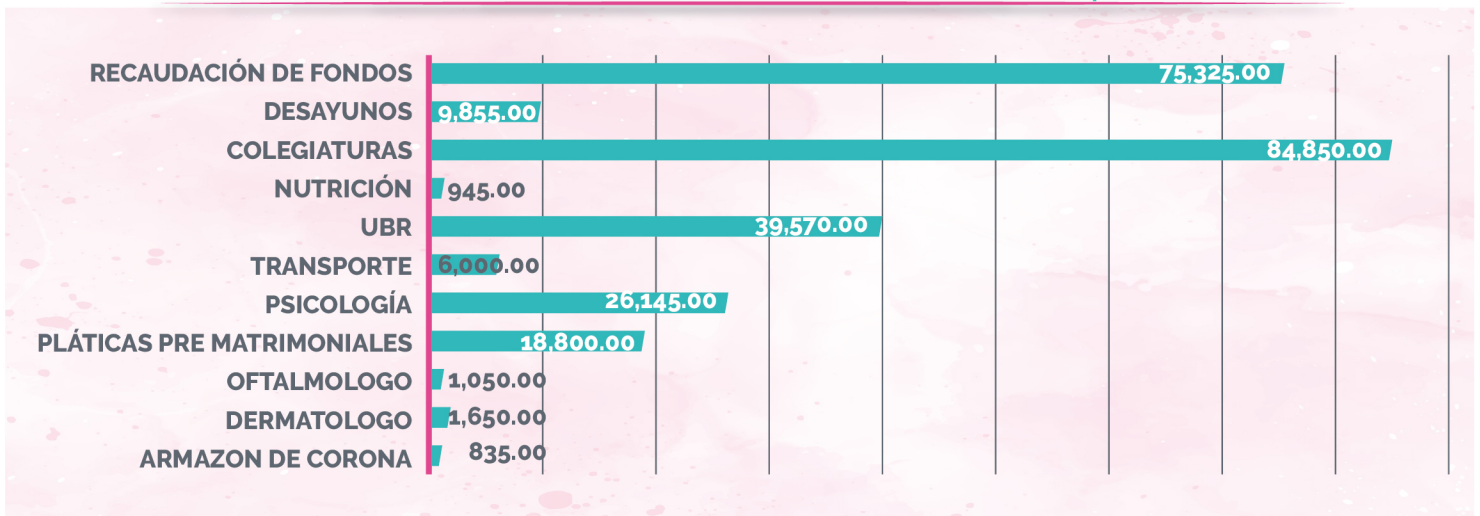 RECAUDACIÓN DE FONDOS 75,325.00
DESAYUNOS 9,855.00
COLEGIATURAS 84,850.00
NUTRICIÓN 945.00
UBR 39,570.00
TRANSPORTE 6,000.00
PSICOLOGÍA 26,145.00
PLÁTICAS PRE MATRIMONIALES 18,800.00
OFTALMOLOGO 1,050.00
DERMATOLOGO 1,650.00
ARMAZON DE CORONA 835.00